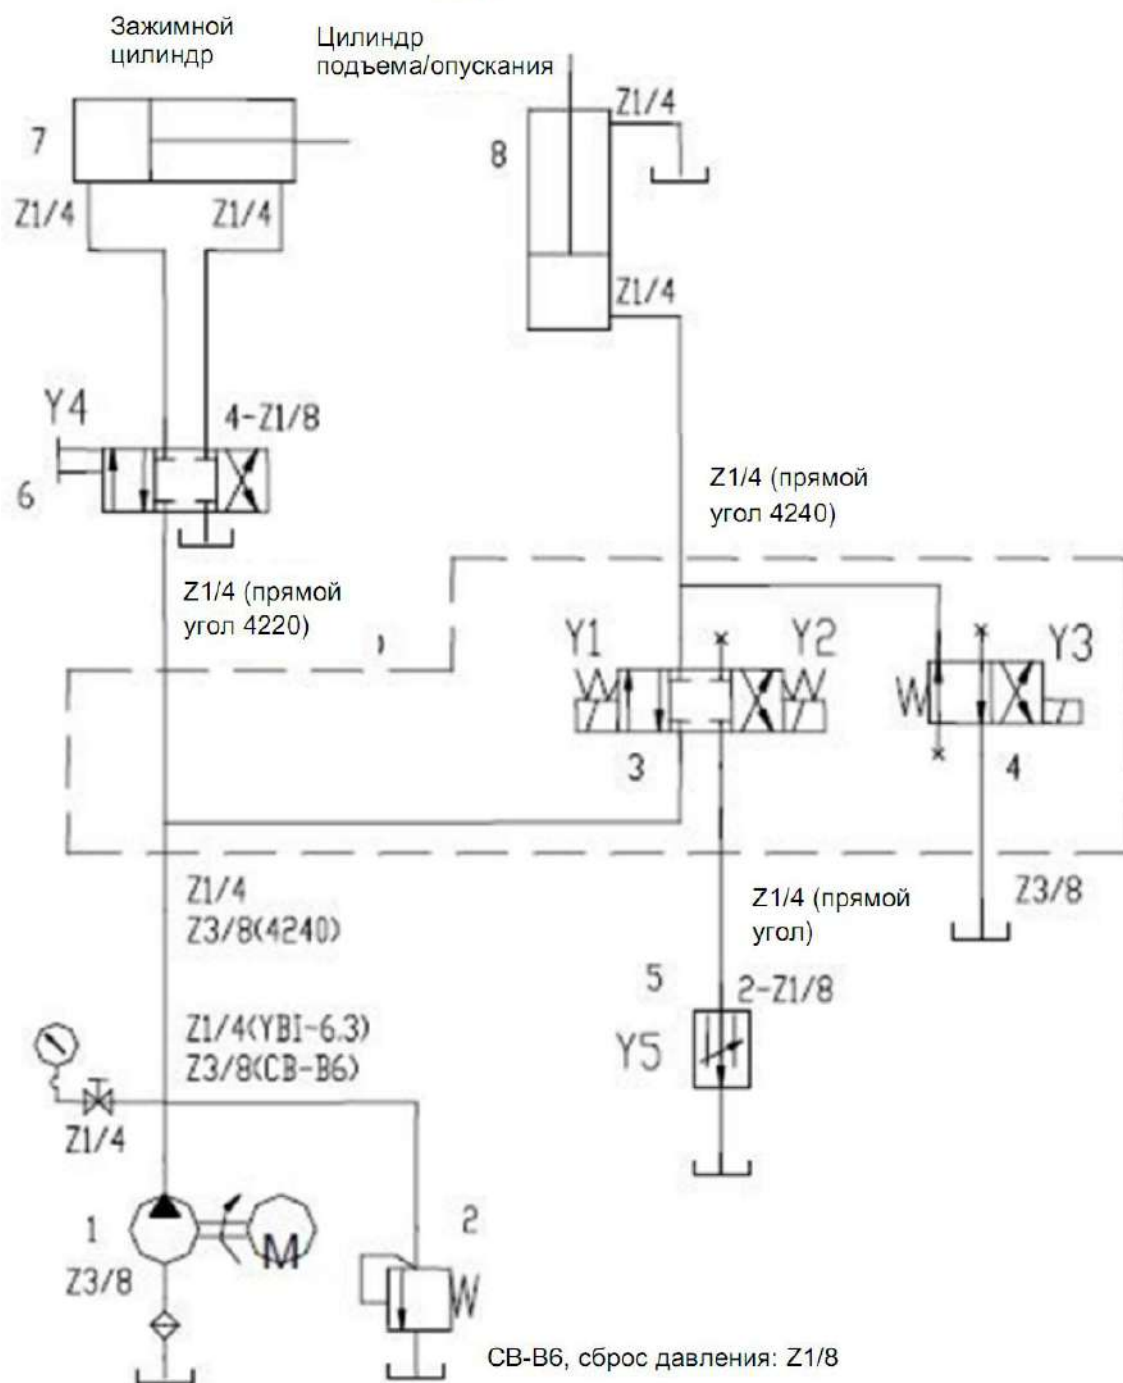 Зажимной
цилиндр
Цилиндр
подъема/опускания
7
8
Z1/4
Z1/4
Z1/4
Z1/4
Y4
4-Z1/8
6
Z1/4 (прямой
угол 4240)
Z1/4 (прямой
угол 4220)
Y1
Y2
Y3
W
3
4
Z1/4
Z3/8(4240)
Z1/4 (прямой
угол)
Z3/8
5
2-Z1/8
Y5
Z1/4(YBI-6.3)
Z3/8(CB-B6)
Z1/4
1
2
M
Z3/8
W
CB-B6, сброс давления: Z1/8